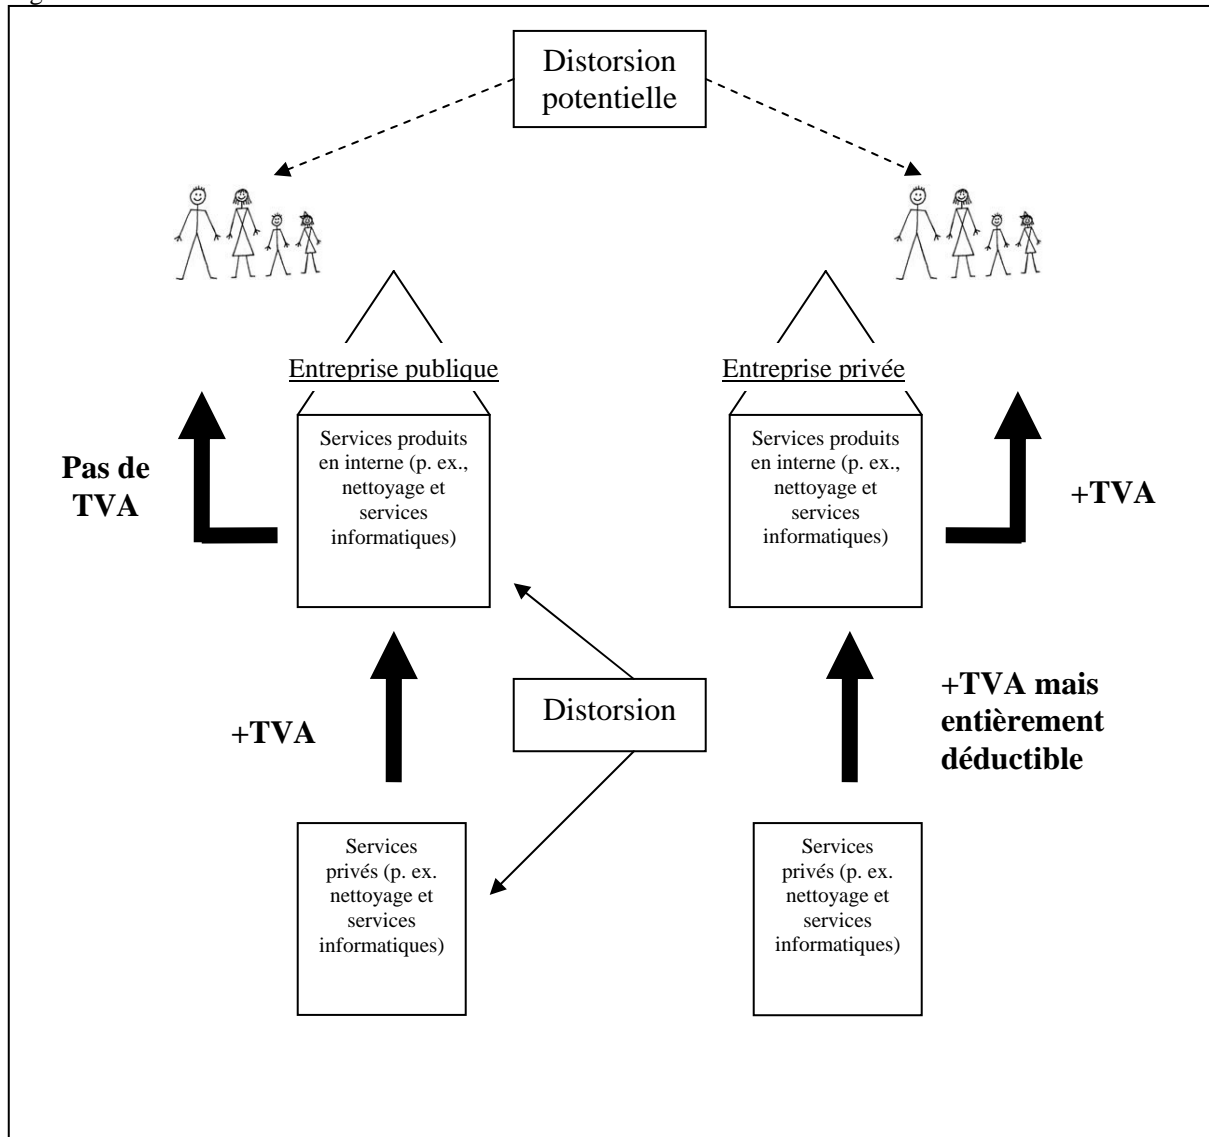 Distorsion
potentielle
Entreprise publique
Entreprise privée
Services produits
en interne (p. ex.,
nettoyage et
services
informatiques)
Services produits
en interne (p. ex.,
nettoyage et
services
informatiques)
Pas de
TVA
+TVA
+TVA
Distorsion
+TVA mais
entièrement
déductible
Services
privés (p. ex.
nettoyage et
services
informatiques)
Services
privés (p. ex.
nettoyage et
services
informatiques)